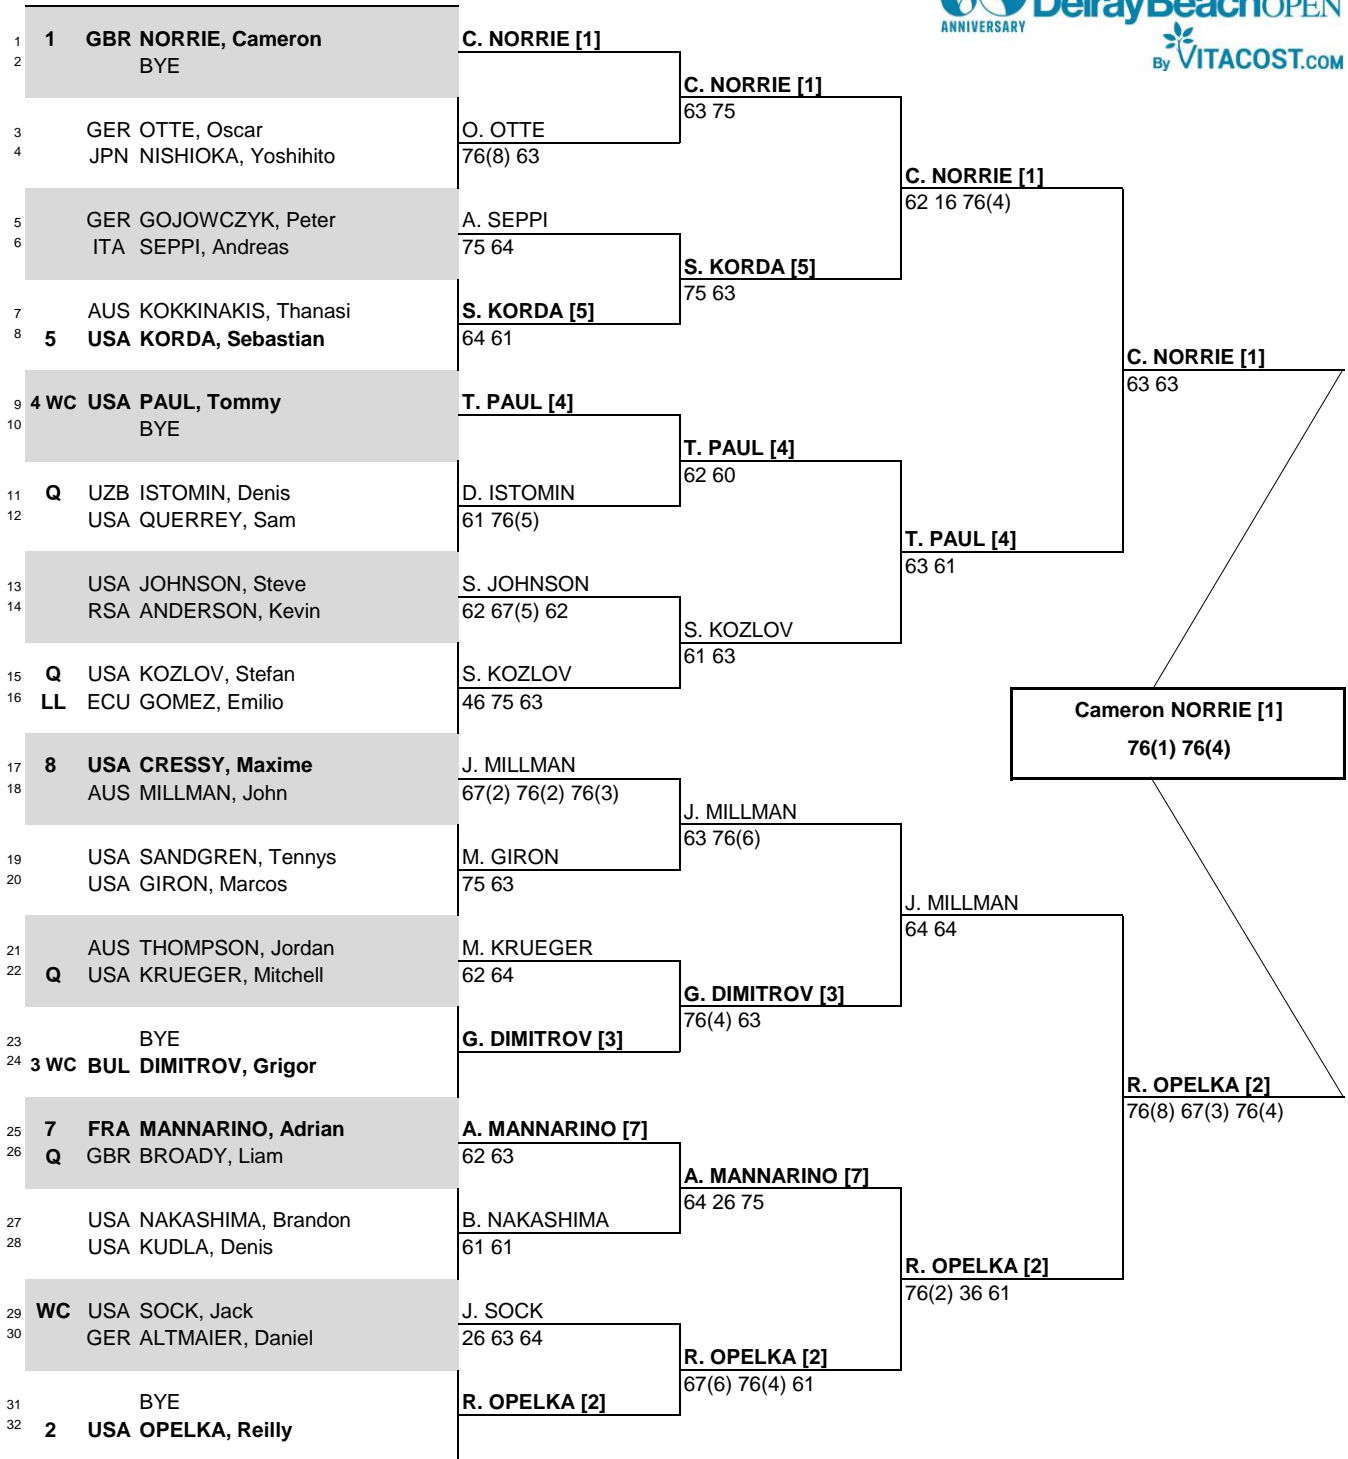 DelrayBeachOPEN
ANNIVERSARY
By VITACOST.COM
1 1 GBR NORRIE, Cameron
2 BYE
3 GER OTTE, Oscar
4 JPN NISHIOKA, Yoshihito
5 GER GOJOWCZYK, Peter
6 ITA SEPPI, Andreas
7 AUS KOKKINAKIS, Thanasi
8 5 USA KORDA, Sebastian
9 4 WC USA PAUL, Tommy
10 BYE
11 Q UZB ISTOMIN, Denis
12 USA QUERREY, Sam
13 USA JOHNSON, Steve
14 RSA ANDERSON, Kevin
15 Q USA KOZLOV, Stefan
16 LL ECU GOMEZ, Emilio
17 8 USA CRESSY, Maxime
18 AUS MILLMAN, John
19 USA SANDGREN, Tennys
20 USA GIRON, Marcos
21 AUS THOMPSON, Jordan
22 Q USA KRUEGER, Mitchell
23 BYE
24 3 WC BUL DIMITROV, Grigor
25 7 FRA MANNARINO, Adrian
26 Q GBR BROADY, Liam
27 USA NAKASHIMA, Brandon
28 USA KUDLA, Denis
29 WC USA SOCK, Jack
30 GER ALTMAIER, Daniel
31 BYE
32 2 USA OPELKA, Reilly
C. NORRIE [1]
O. OTTE
76(8) 63
A. SEPPI
75 64
S. KORDA [5]
64 61
T. PAUL [4]
D. ISTOMIN
61 76(5)
S. JOHNSON
62 67(5) 62
S. KOZLOV
46 75 63
J. MILLMAN
67(2) 76(2) 76(3)
M. GIRON
75 63
M. KRUEGER
62 64
G. DIMITROV [3]
A. MANNARINO [7]
62 63
B. NAKASHIMA
61 61
J. SOCK
26 63 64
R. OPELKA [2]
C. NORRIE [1]
63 75
S. KORDA [5]
75 63
T. PAUL [4]
62 60
S. KOZLOV
61 63
J. MILLMAN
63 76(6)
G. DIMITROV [3]
76(4) 63
A. MANNARINO [7]
64 26 75
R. OPELKA [2]
67(6) 76(4) 61
C. NORRIE [1]
62 16 76(4)
T. PAUL [4]
63 61
J. MILLMAN
64 64
R. OPELKA [2]
76(2) 36 61
C. NORRIE [1]
63 63
R. OPELKA [2]
76(8) 67(3) 76(4)
Cameron NORRIE [1]
76(1) 76(4)